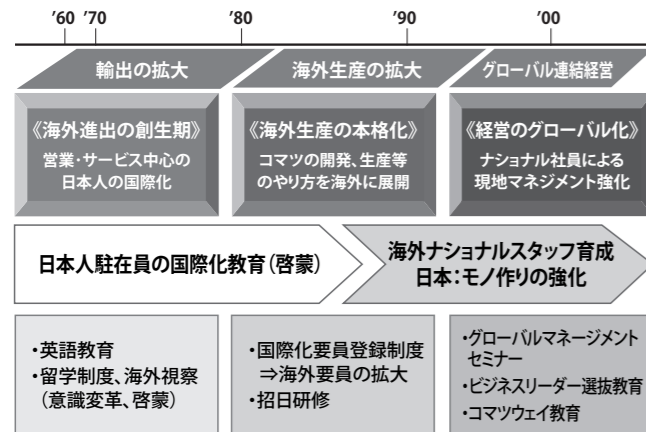 ’60 ’70 ’80 ’90 ’00
輸出の拡大
海外生産の拡大
グローバル連結経営
《海外進出の創生期》
営業・サービス中心の
日本人の国際化
《海外生産の本格化》
コマツの開発、生産等
のやり方を海外に展開
《経営のグローバル化》
ナショナル社員による
現地マネジメント強化
日本人駐在員の国際化教育(啓蒙)
海外ナショナルスタッフ育成
日本:モノ作りの強化
・英語教育
・留学制度、海外視察
(意識変革、啓蒙)
・国際化要員登録制度
⇒海外要員の拡大
・招日研修
・グローバルマネージメント
セミナー
・ビジネスリーダー選抜教育
・コマツウェイ教育